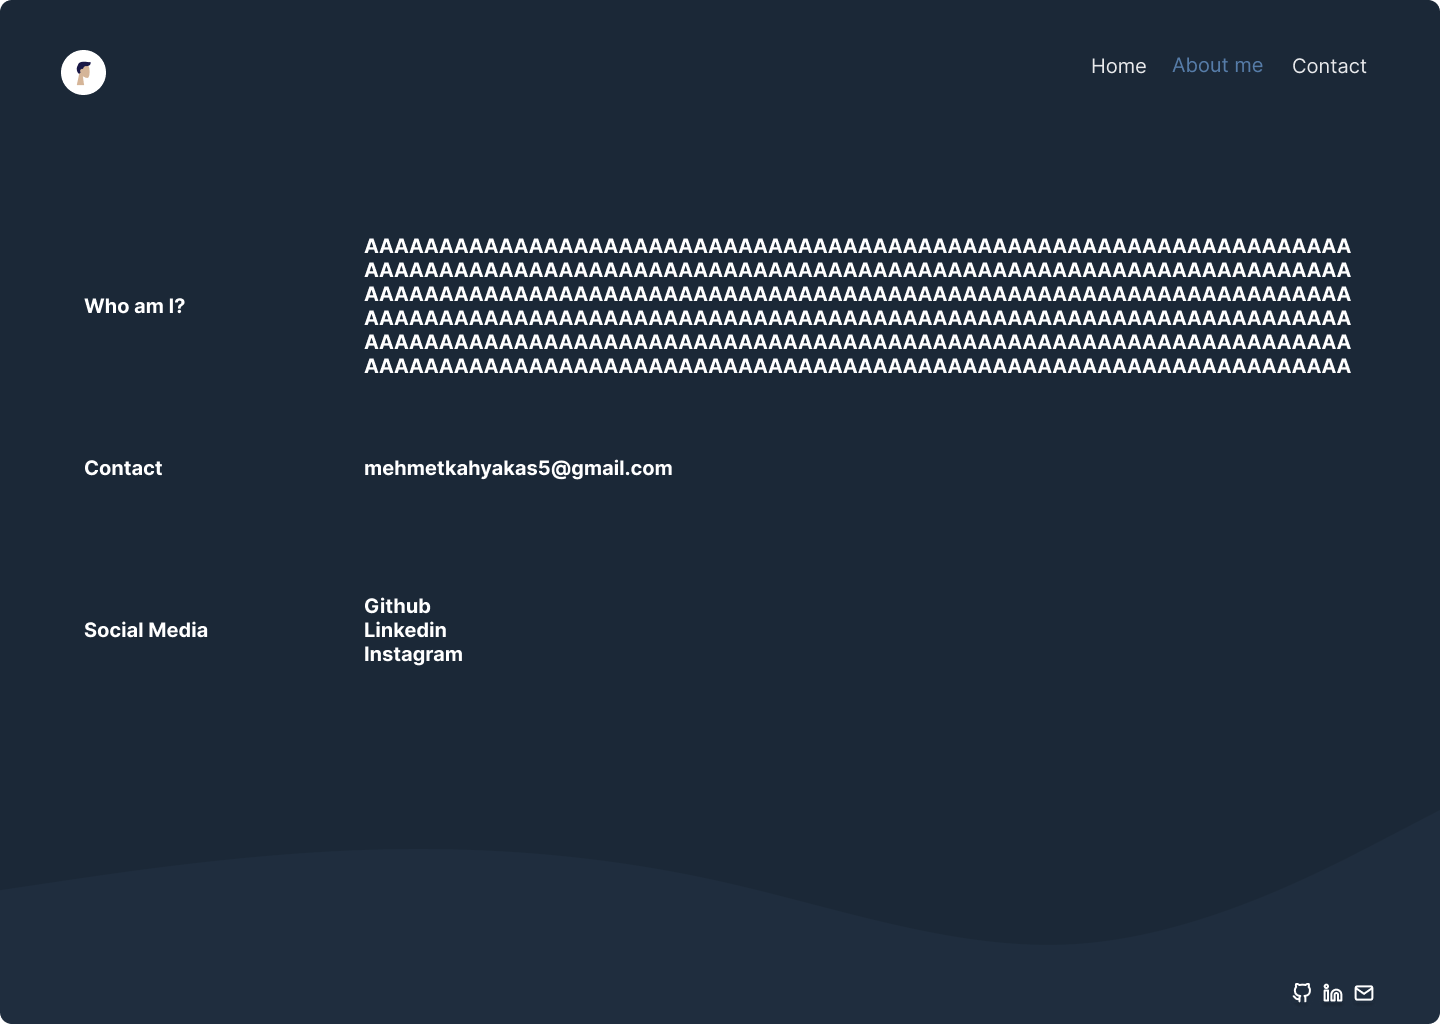 Home About me Contact
Who am I?
AAAAAAAAAAAAAAAAAAAAAAAAAAAAAAAAAAAAAAAAAAAAAAAAAAAAAAAAAAAAAAAAAA
AAAAAAAAAAAAAAAAAAAAAAAAAAAAAAAAAAAAAAAAAAAAAAAAAAAAAAAAAAAAAAAAAA
AAAAAAAAAAAAAAAAAAAAAAAAAAAAAAAAAAAAAAAAAAAAAAAAAAAAAAAAAAAAAAAAAA
AAAAAAAAAAAAAAAAAAAAAAAAAAAAAAAAAAAAAAAAAAAAAAAAAAAAAAAAAAAAAAAAAA
AAAAAAAAAAAAAAAAAAAAAAAAAAAAAAAAAAAAAAAAAAAAAAAAAAAAAAAAAAAAAAAAAA
AAAAAAAAAAAAAAAAAAAAAAAAAAAAAAAAAAAAAAAAAAAAAAAAAAAAAAAAAAAAAAAAAA
Contact
mehmetkahyakas5@gmail.com
Social Media
Github
Linkedin
Instagram